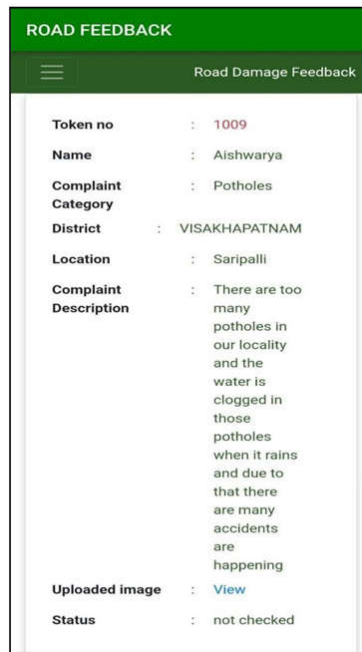 ROAD FEEDBACK
Road Damage Feedback
Token no : 1009
Name : Aishwarya
Complaint : Potholes
Category
District : VISAKHAPATNAM
Location : Saripalli
Complaint : There are too
Description many
potholes in
our locality
and the
water is
clogged in
those
potholes
when it rains
and due to
that there
are many
accidents
are
happening
Uploaded image : View
Status : not checked